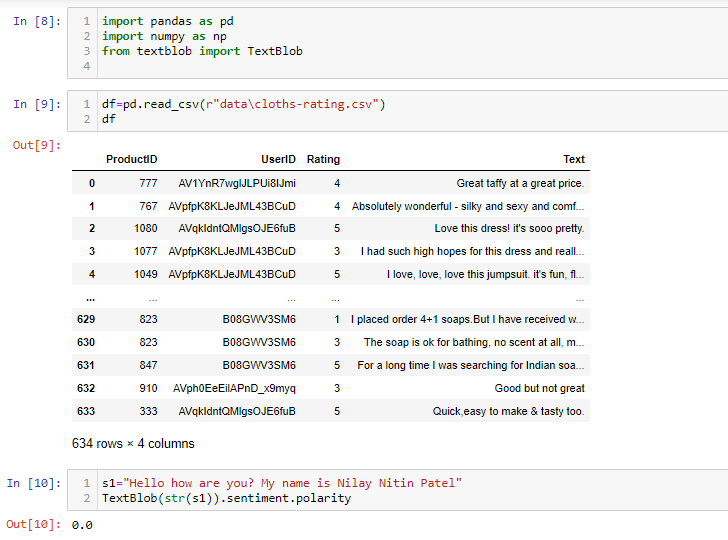 In [8]: 1 import pandas as pd
2 import numpy as np
3 from textblob import TextBlob
4
In [9]: 1 df=pd.read_csv(r"data\cloths-rating.csv")
2 df
Out[9]:
ProductID UserID Rating Text
0 777 AV1YnR7wglJLPUi8IJmi 4 Great taffy at a great price.
1 767 AVpfpK8KLJeJML43BCuD 4 Absolutely wonderful - silky and sexy and comf...
2 1080 AVqkIdntQMlgsOJE6fuB 5 Love this dress! it's sooo pretty.
3 1077 AVpfpK8KLJeJML43BCuD 3 I had such high hopes for this dress and reall...
4 1049 AVpfpK8KLJeJML43BCuD 5 I love, love, love this jumpsuit. it's fun, fl...
... ... ... ... ...
629 823 B08GWV3SM6 1 I placed order 4+1 soaps.But I have received w...
630 823 B08GWV3SM6 3 The soap is ok for bathing, no scent at all, m...
631 847 B08GWV3SM6 5 For a long time I was searching for Indian soa...
632 910 AVph0EeEilAPnD_x9myq 3 Good but not great
633 333 AVqkIdntQMlgsOJE6fuB 5 Quick,easy to make & tasty too.
634 rows × 4 columns
In [10]: 1 s1="Hello how are you? My name is Nilay Nitin Patel"
2 TextBlob(str(s1)).sentiment.polarity
Out[10]: 0.0